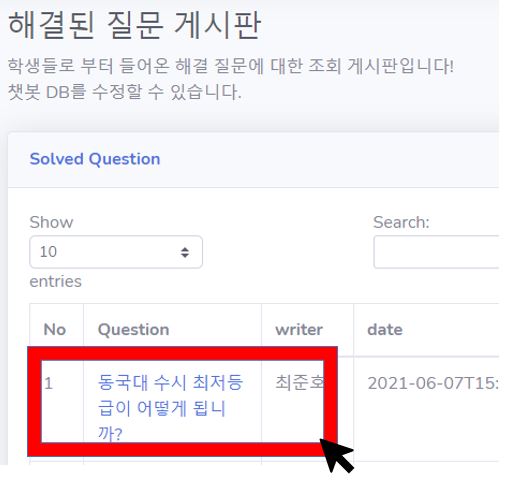 해결된 질문 게시판
학생들로 부터 들어온 해결 질문에 대한 조회 게시판입니다!
챗봇 DB를 수정할 수 있습니다.
Solved Question
Show
Search:
10
entries
No Question writer date
1 동국대 수시 최저등 최준호 2021-06-07T15:
급이 어떻게 됩니
까?